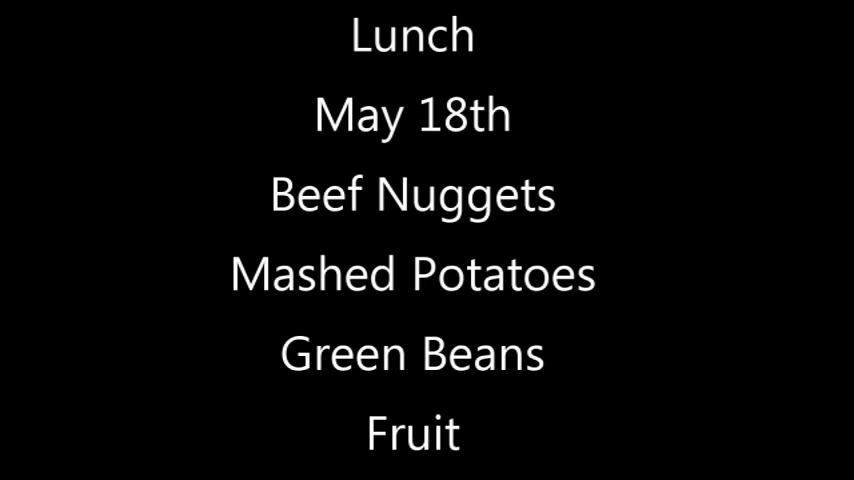 Lunch
May 18th
Beef Nuggets
Mashed Potatoes
Green Beans
Fruit